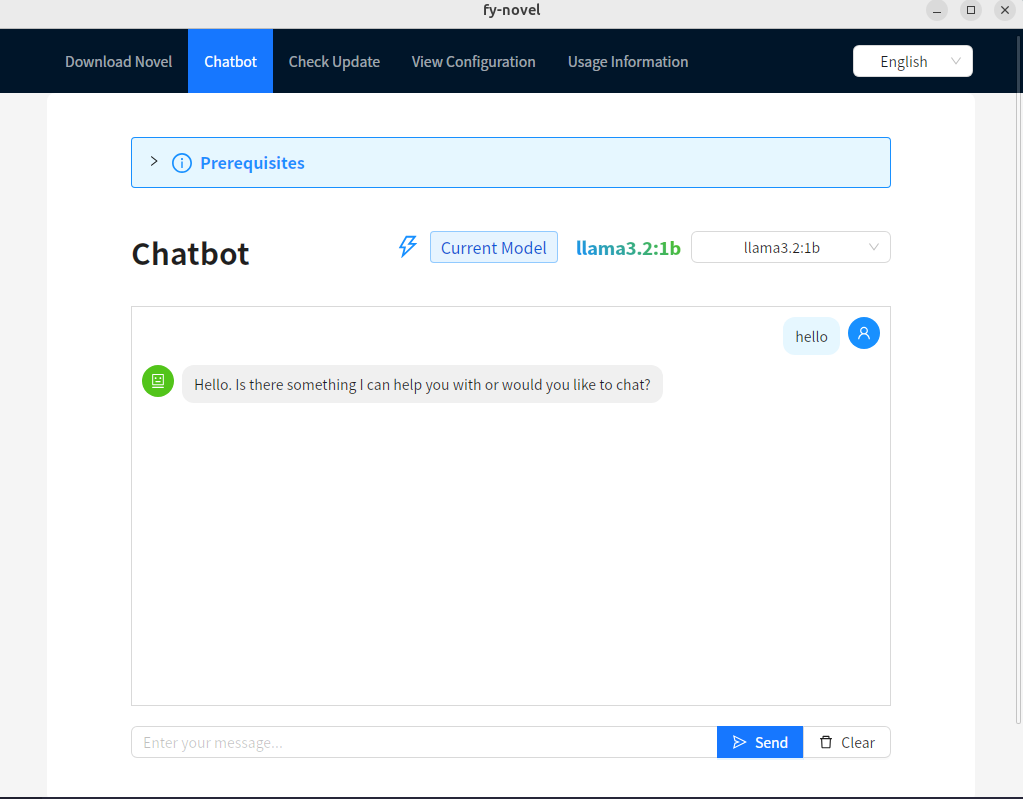 fy-novel
Download Novel Chatbot Check Update View Configuration Usage Information English
Prerequisites
Chatbot Current Model llama3.2:1b llama3.2:1b
hello
Hello. Is there something I can help you with or would you like to chat?
Enter your message... Send Clear